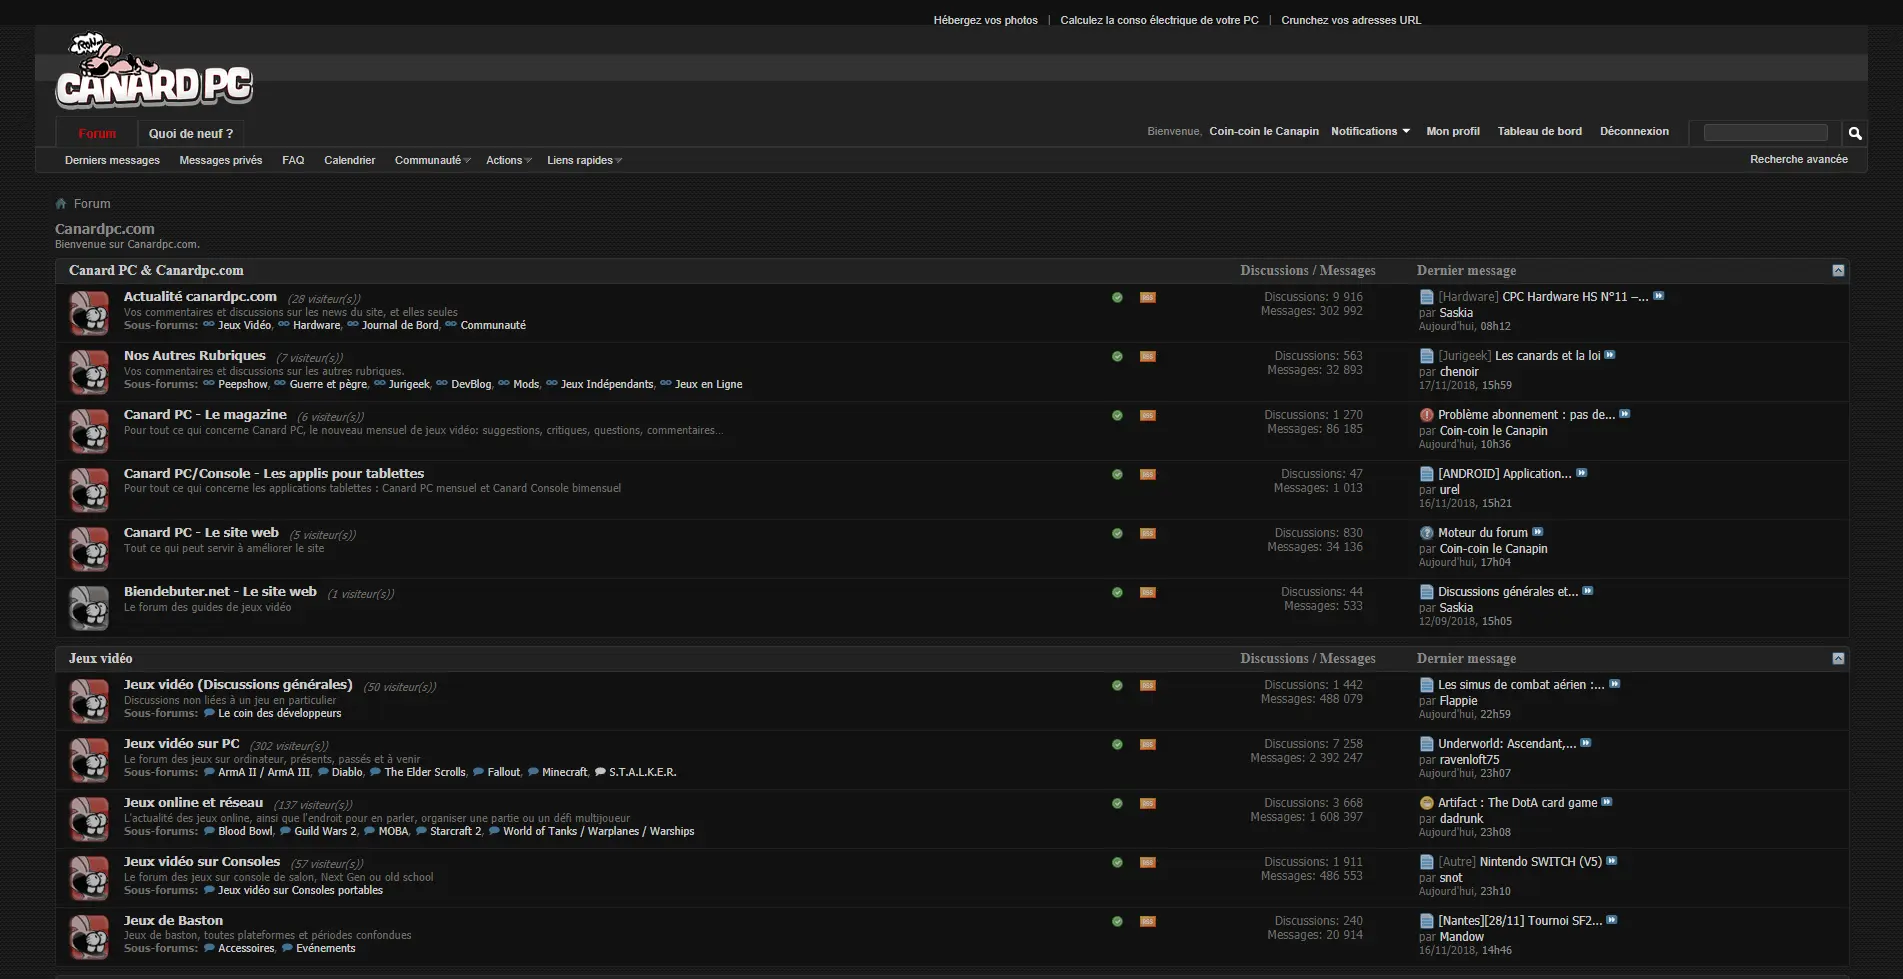 Hébergez vos photos | Calculez la conso électrique de votre PC | Crunchez vos adresses URL
CANARD PC
Forum Quoi de neuf ?
Bienvenue, Coin-coin le Canapin Notifications Mon profil Tableau de bord Déconnexion
Derniers messages Messages privés FAQ Calendrier Communauté Actions Liens rapides Recherche avancée
Forum
Canardpc.com
Bienvenue sur Canardpc.com.
Canard PC & Canardpc.com Discussions / Messages Dernier message
Actualité canardpc.com (28 visiteur(s)) Discussions: 9 916 [Hardware] CPC Hardware HS N°11 –...
Vos commentaires et discussions sur les news du site, et elles seules Messages: 302 992 par Saskia
Sous-forums: Jeux Vidéo, Hardware, Journal de Bord, Communauté Aujourd'hui, 08h12
Nos Autres Rubriques (7 visiteur(s)) Discussions: 563 [Jurigeek] Les canards et la loi
Vos commentaires et discussions sur les autres rubriques. Messages: 32 893 par chenoir
Sous-forums: Peepshow, Guerre et pègre, Jurigeek, DevBlog, Mods, Jeux Indépendants, Jeux en Ligne 17/11/2018, 15h59
Canard PC - Le magazine (6 visiteur(s)) Discussions: 1 270 Problème abonnement : pas de...
Pour tout ce qui concerne Canard PC, le nouveau mensuel de jeux vidéo: suggestions, critiques, questions, commentaires... Messages: 86 185 par Coin-coin le Canapin
Aujourd'hui, 10h36
Canard PC/Console - Les applis pour tablettes Discussions: 47 [ANDROID] Application...
Pour tout ce qui concerne les applications tablettes : Canard PC mensuel et Canard Console bimensuel Messages: 1 013 par urel
16/11/2018, 15h21
Canard PC - Le site web (5 visiteur(s)) Discussions: 830 Moteur du forum
Tout ce qui peut servir à améliorer le site Messages: 34 136 par Coin-coin le Canapin
Aujourd'hui, 17h04
Biendebuter.net - Le site web (1 visiteur(s)) Discussions: 44 Discussions générales et...
Le forum des guides de jeux vidéo Messages: 533 par Saskia
12/09/2018, 15h05
Jeux vidéo Discussions / Messages Dernier message
Jeux vidéo (Discussions générales) (50 visiteur(s)) Discussions: 1 442 Les simus de combat aérien :...
Discussions non liées à un jeu en particulier Messages: 488 079 par Flappie
Sous-forums: Le coin des développeurs Aujourd'hui, 22h59
Jeux vidéo sur PC (302 visiteur(s)) Discussions: 7 258 Underworld: Ascendant,...
Le forum des jeux sur ordinateur, présents, passés et à venir Messages: 2 392 247 par ravenloft75
Sous-forums: ArmA II / ArmA III, Diablo, The Elder Scrolls, Fallout, Minecraft, S.T.A.L.K.E.R. Aujourd'hui, 23h07
Jeux online et réseau (137 visiteur(s)) Discussions: 3 668 Artifact : The DotA card game
L'actualité des jeux online, ainsi que l'endroit pour en parler, organiser une partie ou un défi multijoueur Messages: 1 608 397 par dadrunk
Sous-forums: Blood Bowl, Guild Wars 2, MOBA, Starcraft 2, World of Tanks / Warplanes / Warships Aujourd'hui, 23h08
Jeux vidéo sur Consoles (57 visiteur(s)) Discussions: 1 911 [Autre] Nintendo SWITCH (V5)
Le forum des jeux sur console de salon, Next Gen ou old school Messages: 486 553 par snot
Sous-forums: Jeux vidéo sur Consoles portables Aujourd'hui, 23h10
Jeux de Baston Discussions: 240 [Nantes][28/11] Tournoi SF2...
Jeux de baston, toutes plateformes et périodes confondues Messages: 20 914 par Mandow
Sous-forums: Accessoires, Evénements 16/11/2018, 14h46